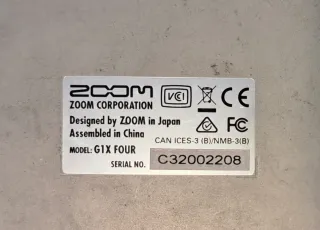 ZOOM
ZOOM CORPORATION
VCI
CE
Designed by ZOOM in Japan
Assembled in China
FC
CAN ICES-3 (B)/NMB-3(B)
MODEL: G1X FOUR
SERIAL NO. C32002208